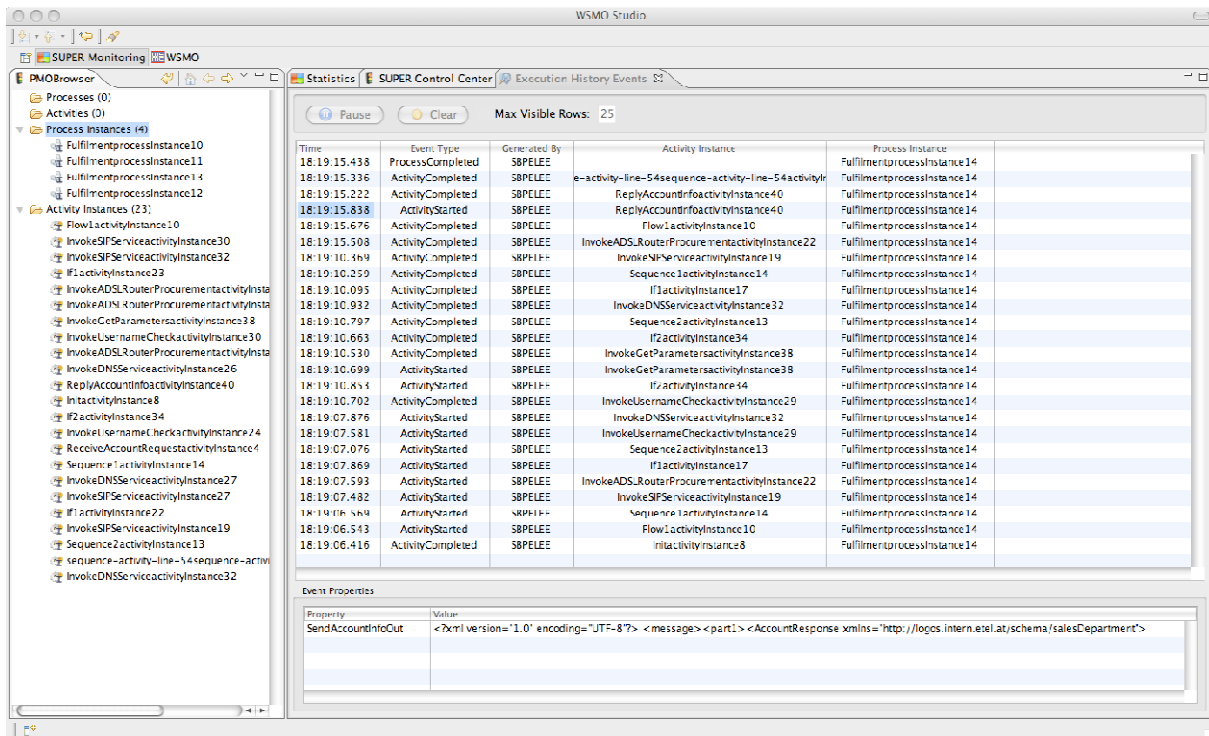 WSMO Studio
SUPER Monitoring WSMO
PMOBrowser
Statistics SUPER Control Center Execution History Events
Processes (0)
Activities (0)
Process Instances (4)
FulfilmentprocessInstance10
FulfilmentprocessInstance11
FulfilmentprocessInstance13
FulfilmentprocessInstance12
Activity Instances (23)
Flow1activityInstance10
InvokeSIPServiceactivityInstance30
InvokeSIPServiceactivityInstance32
If1activityInstance23
InvokeADSLRouterProcurementactivityInsta
InvokeADSLRouterProcurementactivityInsta
InvokeGetParametersactivityInstance38
InvokeUsernameCheckactivityInstance30
InvokeADSLRouterProcurementactivityInsta
InvokeDNSServiceactivityInstance26
ReplyAccountInfoactivityInstance40
InitactivityInstance8
If2activityInstance34
InvokeUsernameCheckactivityInstance24
ReceiveAccountRequestactivityInstance4
Sequence1activityInstance14
InvokeDNSServiceactivityInstance27
InvokeSIPServiceactivityInstance27
If1activityInstance22
InvokeSIPServiceactivityInstance19
Sequence2activityInstance13
sequence-activity-line-54sequence-activi
InvokeDNSServiceactivityInstance32
Pause Clear Max Visible Rows: 25
Time Event Type Generated By Activity Instance Process Instance
18:19:15.438 ProcessCompleted SBPELEE FulfilmentprocessInstance14
18:19:15.336 ActivityCompleted SBPELEE e-activity-line-54sequence-activity-line-54activityIr FulfilmentprocessInstance14
18:19:15.222 ActivityCompleted SBPELEE ReplyAccountInfoactivityInstance40 FulfilmentprocessInstance14
18:19:15.838 ActivityStarted SBPELEE ReplyAccountInfoactivityInstance40 FulfilmentprocessInstance14
18:19:15.676 ActivityCompleted SBPELEE Flow1activityInstance10 FulfilmentprocessInstance14
18:19:15.508 ActivityCompleted SBPELEE InvokeADSLRouterProcurementactivityInstance22 FulfilmentprocessInstance14
18:19:10.369 ActivityCompleted SBPELEE InvokeSIPServiceactivityInstance19 FulfilmentprocessInstance14
18:19:10.259 ActivityCompleted SBPELEE Sequence1activityInstance14 FulfilmentprocessInstance14
18:19:10.095 ActivityCompleted SBPELEE If1activityInstance17 FulfilmentprocessInstance14
18:19:10.932 ActivityCompleted SBPELEE InvokeDNSServiceactivityInstance32 FulfilmentprocessInstance14
18:19:10.797 ActivityCompleted SBPELEE Sequence2activityInstance13 FulfilmentprocessInstance14
18:19:10.663 ActivityCompleted SBPELEE If2activityInstance34 FulfilmentprocessInstance14
18:19:10.530 ActivityCompleted SBPELEE InvokeGetParametersactivityInstance38 FulfilmentprocessInstance14
18:19:10.699 ActivityStarted SBPELEE InvokeGetParametersactivityInstance38 FulfilmentprocessInstance14
18:19:10.853 ActivityStarted SBPELEE If2activityInstance34 FulfilmentprocessInstance14
18:19:10.702 ActivityCompleted SBPELEE InvokeUsernameCheckactivityInstance29 FulfilmentprocessInstance14
18:19:07.876 ActivityStarted SBPELEE InvokeDNSServiceactivityInstance32 FulfilmentprocessInstance14
18:19:07.581 ActivityStarted SBPELEE InvokeUsernameCheckactivityInstance29 FulfilmentprocessInstance14
18:19:07.076 ActivityStarted SBPELEE Sequence2activityInstance13 FulfilmentprocessInstance14
18:19:07.869 ActivityStarted SBPELEE If1activityInstance17 FulfilmentprocessInstance14
18:19:07.593 ActivityStarted SBPELEE InvokeADSLRouterProcurementactivityInstance22 FulfilmentprocessInstance14
18:19:07.482 ActivityStarted SBPELEE InvokeSIPServiceactivityInstance19 FulfilmentprocessInstance14
18:19:06.569 ActivityStarted SBPELEE Sequence1activityInstance14 FulfilmentprocessInstance14
18:19:06.543 ActivityStarted SBPELEE Flow1activityInstance10 FulfilmentprocessInstance14
18:19:06.416 ActivityCompleted SBPELEE InitactivityInstance8 FulfilmentprocessInstance14
Event Properties
Property Value
SendAccountInfoOut <?xml version="1.0" encoding="UTF-8"?> <message><part1><AccountResponse xmlns="http://logos.intern.etel.at/schema/salesDepartment">